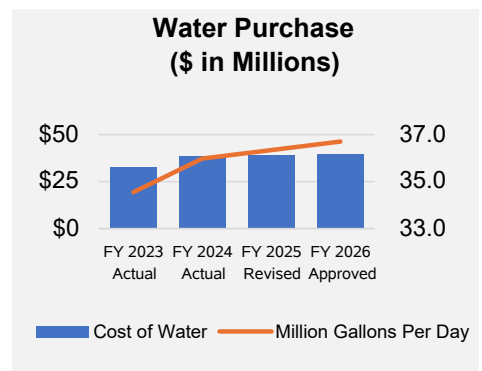 Water Purchase
($ in Millions)
$50
$25
$0
37.0
35.0
33.0
FY 2023 FY 2024 FY 2025 FY 2026
Actual Actual Revised Approved
Cost of Water Million Gallons Per Day